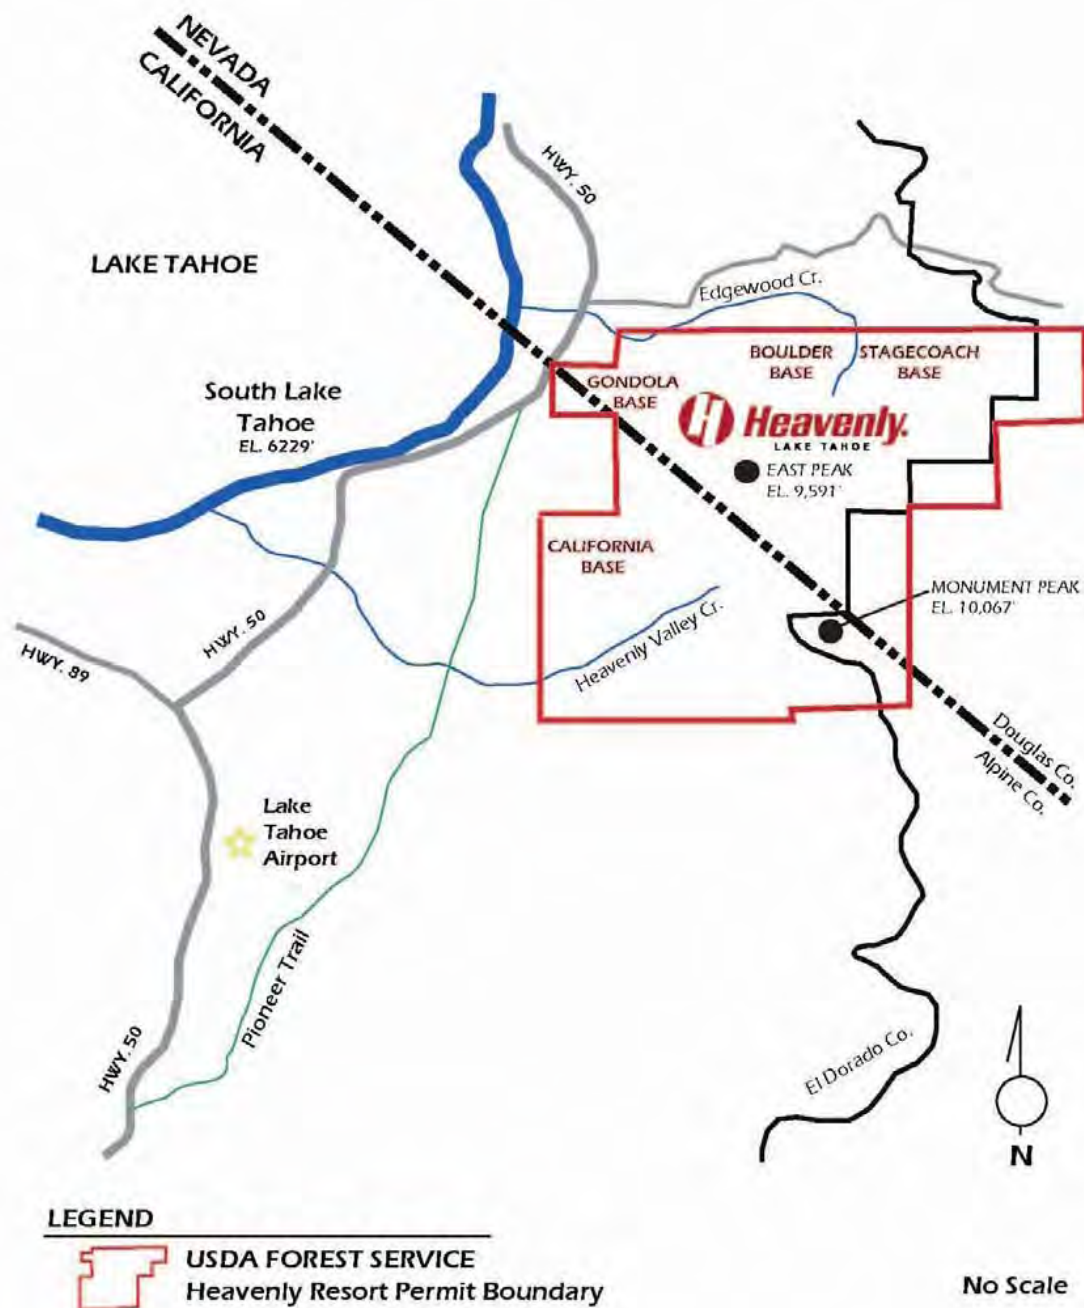 NEVADA
CALIFORNIA
HWY. 50
LAKE TAHOE
Edgewood Cr.
BOULDER
BASE
STAGECOACH
BASE
GONDOLA
BASE
South Lake
Tahoe
EL. 6229'
H Heavenly.
LAKE TAHOE
EAST PEAK
EL. 9,591'
CALIFORNIA
BASE
MONUMENT PEAK
EL. 10,067'
HWY. 50
HWY. 89
Heavenly Valley Cr.
Douglas Co.
Alpine Co.
Lake
Tahoe
Airport
Pioneer Trail
HWY. 50
El Dorado Co.
N
LEGEND
USDA FOREST SERVICE
Heavenly Resort Permit Boundary
No Scale